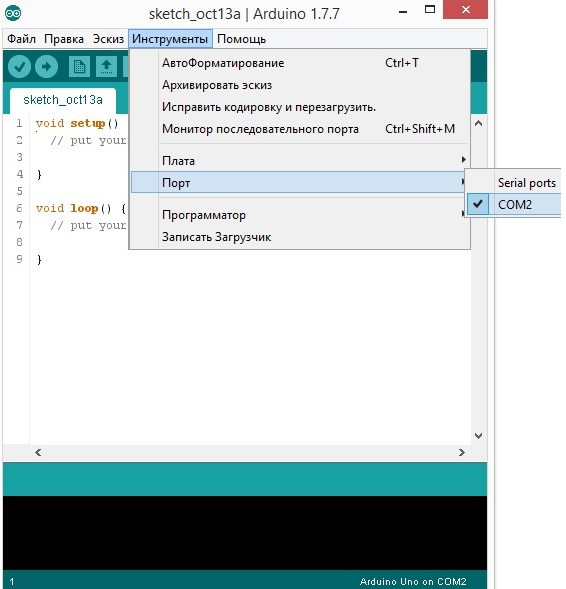 sketch_oct13a | Arduino 1.7.7
Файл Правка Эскиз Инструменты Помощь
sketch_oct13a
АвтоФорматирование Ctrl+T
Архивировать эскиз
Исправить кодировку и перезагрузить.
Монитор последовательного порта Ctrl+Shift+M
Плата
Порт
Serial ports
COM2
Программатор
Записать Загрузчик
1 void setup()
2 // put your
3
4 }
5
6 void loop() {
7 // put your
8
9 }
1 Arduino Uno on COM2